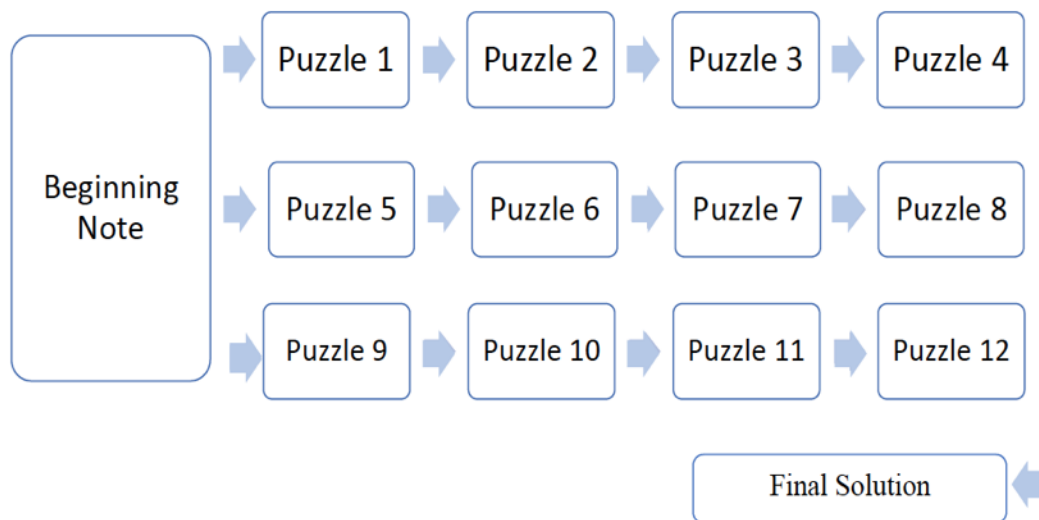 Puzzle 1
Puzzle 2
Puzzle 3
Puzzle 4
Beginning
Note
Puzzle 5
Puzzle 6
Puzzle 7
Puzzle 8
Puzzle 9
Puzzle 10
Puzzle 11
Puzzle 12
Final Solution